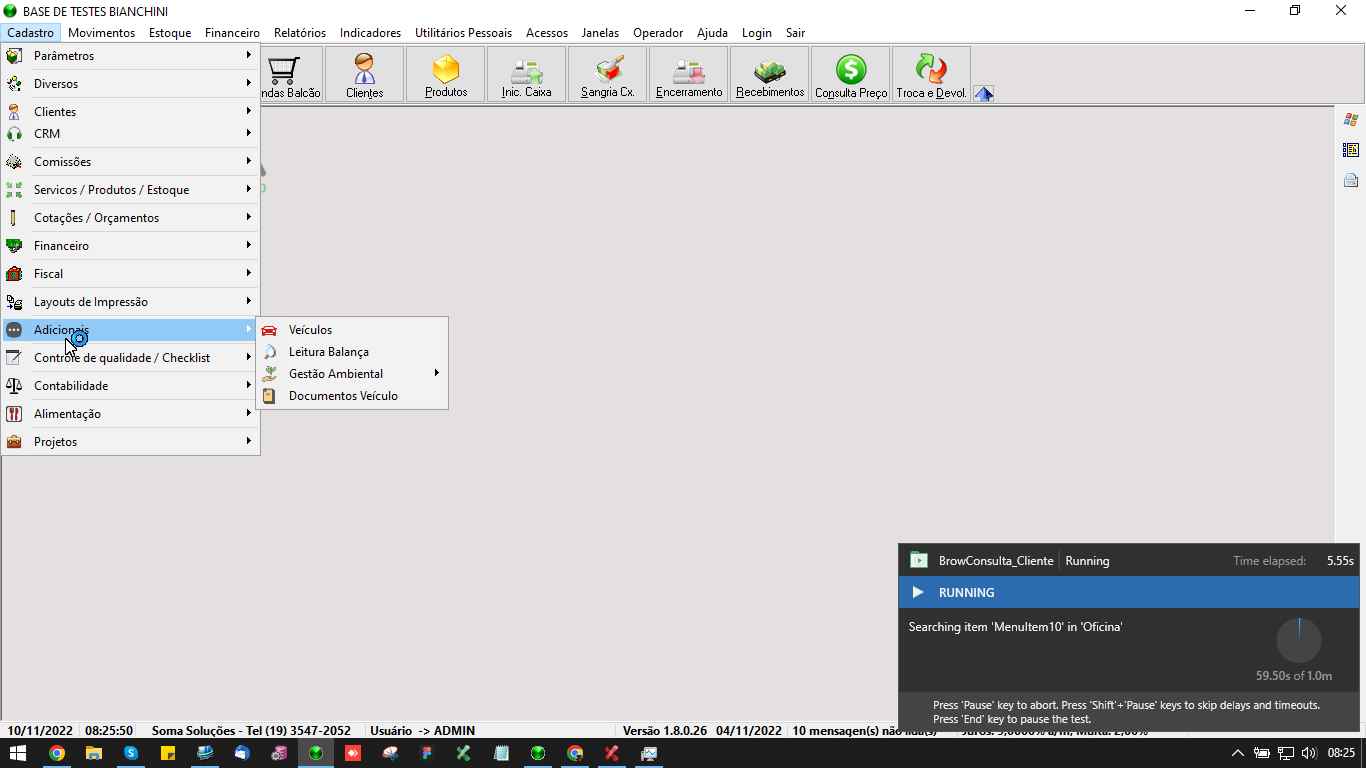 BASE DE TESTES BIANCHINI
Cadastro Movimentos Estoque Financeiro Relatórios Indicadores Utilitários Pessoais Acessos Janelas Operador Ajuda Login Sair
ndas Balcão Clientes Produtos Inic. Caixa Sangria Cx. Encerramento Recebimentos Consulta Preço Troca e Devol.
Parâmetros
Diversos
Clientes
CRM
Comissões
Servicos / Produtos / Estoque
Cotações / Orçamentos
Financeiro
Fiscal
Layouts de Impressão
Adicionais
Controle de qualidade / Checklist
Contabilidade
Alimentação
Projetos
Veículos
Leitura Balança
Gestão Ambiental
Documentos Veículo
BrowConsulta_Cliente Running Time elapsed: 5.55s
RUNNING
Searching item 'MenuItem10' in 'Oficina'
59.50s of 1.0m
Press 'Pause' key to abort. Press 'Shift'+'Pause' keys to skip delays and timeouts.
Press 'End' key to pause the test.
10/11/2022 08:25:50 Soma Soluções - Tel (19) 3547-2052 Usuário -> ADMIN Versão 1.8.0.26 04/11/2022 10 mensagen(s) não lida(s) Juros: 5,0000% a/m, Multa: 2,00%
08:25